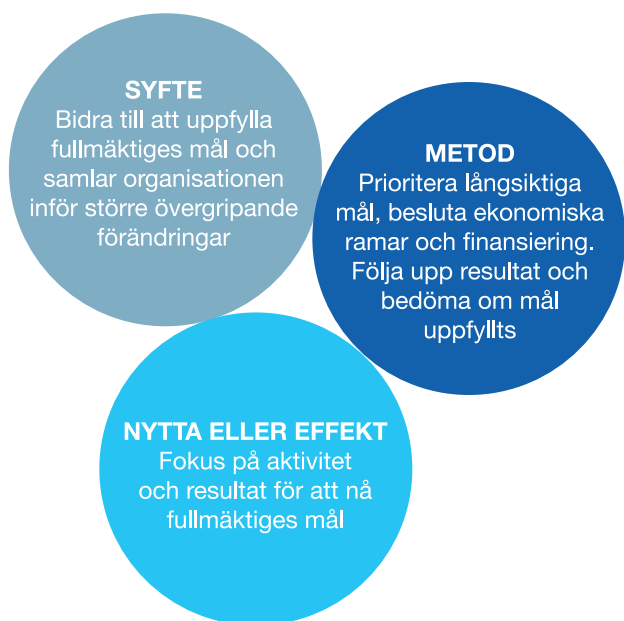 SYFTE
Bidra till att uppfylla
fullmäktiges mål och
samlar organisationen
inför större övergripande
förändringar
METOD
Prioritera långsiktiga
mål, besluta ekonomiska
ramar och finansiering.
Följa upp resultat och
bedöma om mål
uppfyllts
NYTTA ELLER EFFEKT
Fokus på aktivitet
och resultat för att nå
fullmäktiges mål